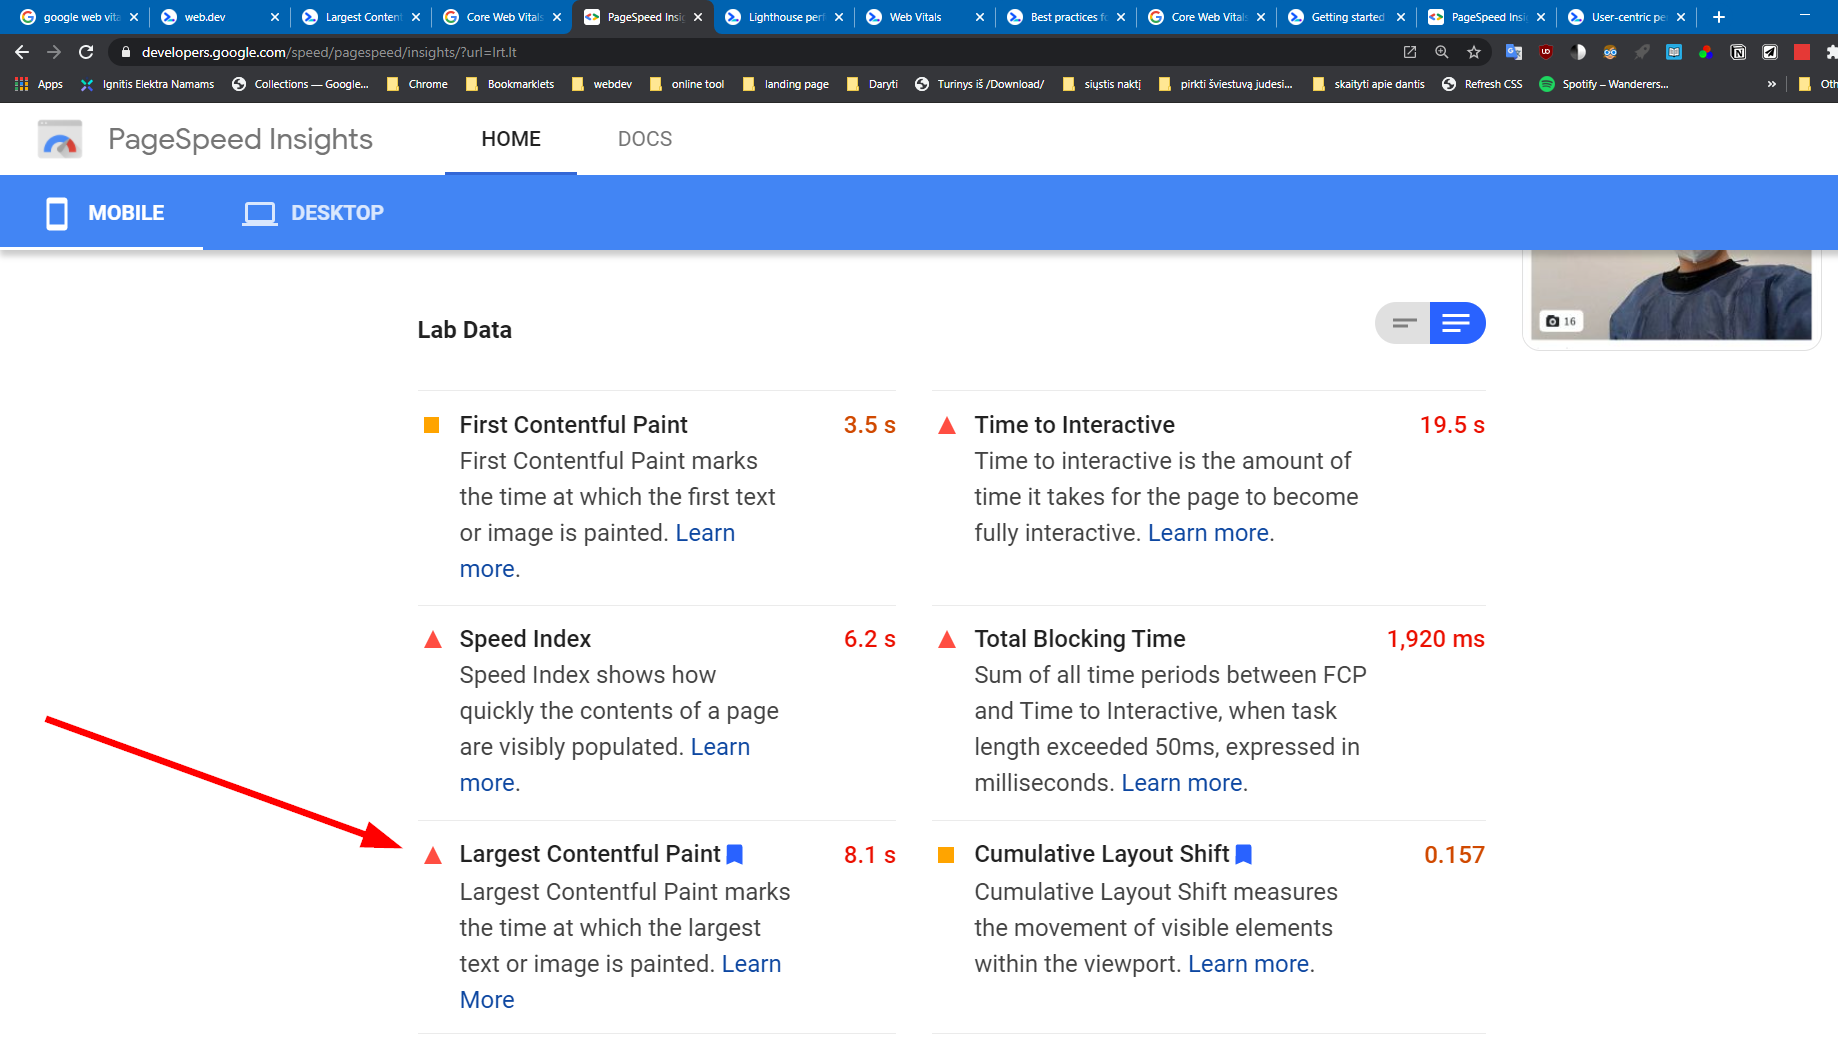 google web vita
web.dev
Largest Content
Core Web Vitals
PageSpeed Insig
Lighthouse perf
Web Vitals
Best practices fo
Core Web Vitals
Getting started
PageSpeed Insig
User-centric pe
developers.google.com/speed/pagespeed/insights/?url=lrt.lt
Apps
Ignitis Elektra Namams
Collections — Google...
Chrome
Bookmarklets
webdev
online tool
landing page
Daryti
Turinys iš /Download/
siųstis naktį
pirkti šviestuvą judesi...
skaityti apie dantis
Refresh CSS
Spotify – Wanderers...
»
Oth
PageSpeed Insights
HOME
DOCS
MOBILE
DESKTOP
16
Lab Data
First Contentful Paint
3.5 s
First Contentful Paint marks
the time at which the first text
or image is painted. Learn
more.
Time to Interactive
19.5 s
Time to interactive is the amount of
time it takes for the page to become
fully interactive. Learn more.
Speed Index
6.2 s
Speed Index shows how
quickly the contents of a page
are visibly populated. Learn
more.
Total Blocking Time
1,920 ms
Sum of all time periods between FCP
and Time to Interactive, when task
length exceeded 50ms, expressed in
milliseconds. Learn more.
Largest Contentful Paint
8.1 s
Largest Contentful Paint marks
the time at which the largest
text or image is painted. Learn
More
Cumulative Layout Shift
0.157
Cumulative Layout Shift measures
the movement of visible elements
within the viewport. Learn more.